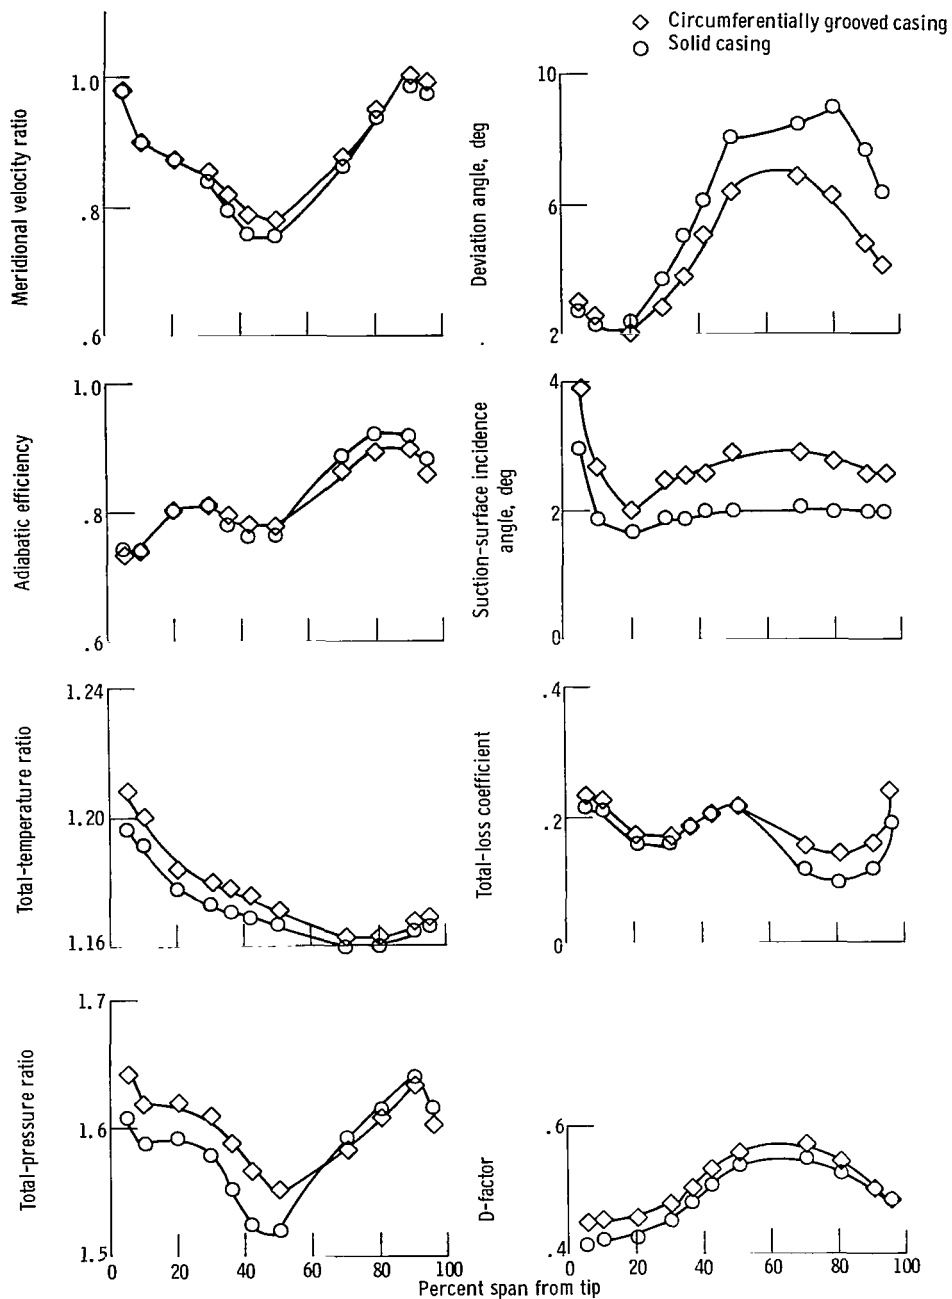 Circumferentially grooved casing
Solid casing
Meridional velocity ratio
1.0
.8
.6
Deviation angle, deg
10
6
2
Adiabatic efficiency
1.0
.8
.6
Suction-surface incidence
angle, deg
4
2
0
Total-temperature ratio
1.24
1.20
1.16
Total-loss coefficient
.4
.2
0
Total-pressure ratio
1.7
1.6
1.5
0 20 40 60 80 100
D-factor
.6
.4
0 20 40 60 80 100
Percent span from tip